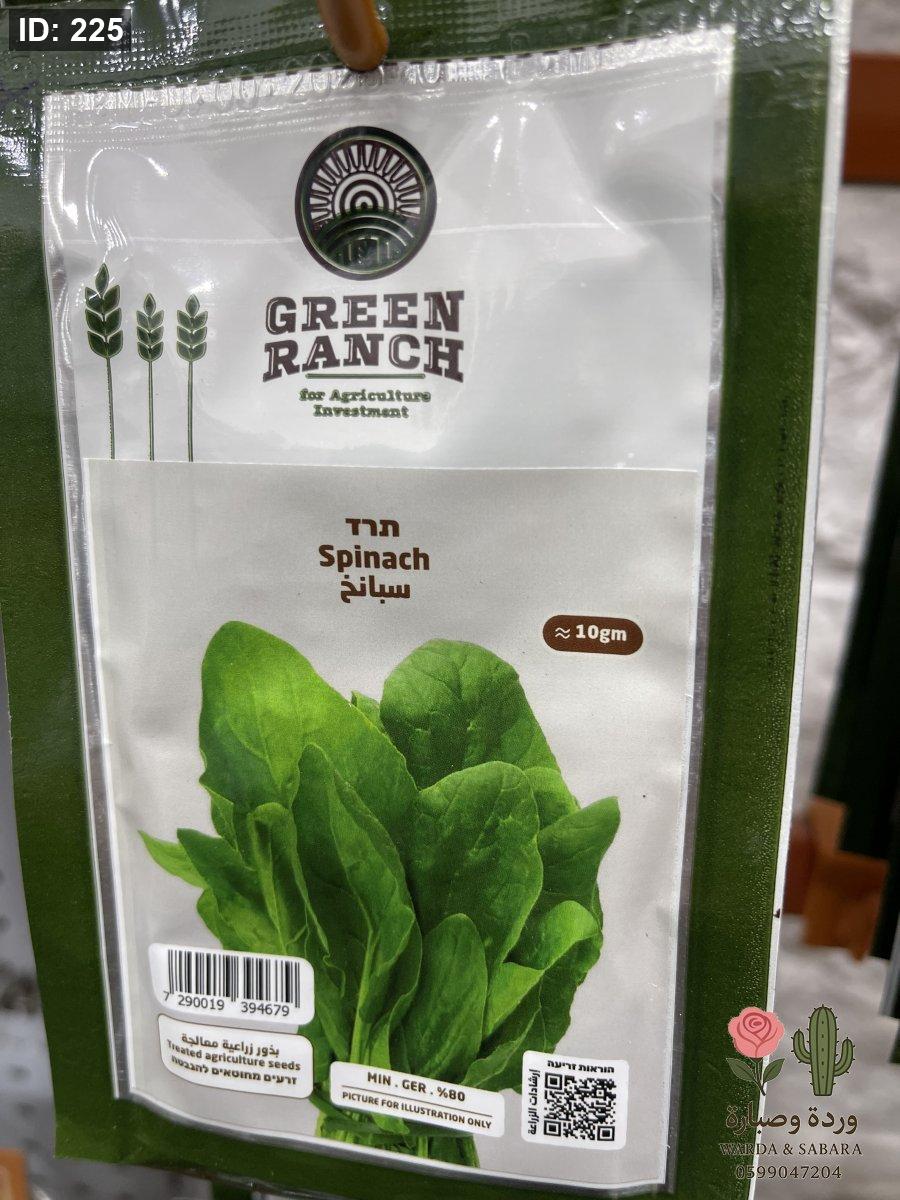 ID: 225
GREEN
RANCH
for Agriculture
Investment
תרד
Spinach
سبانخ
≈ 10gm
7 290019 394679
بذور زراعية معالجة
Treated agriculture seeds
זרעים מחוטאים להנבטה
MIN . GER . %80
PICTURE FOR ILLUSTRATION ONLY
הוראות זריעה
إرشادات الزراعة
وردة وصبارة
WARDA & SABARA
0599047204